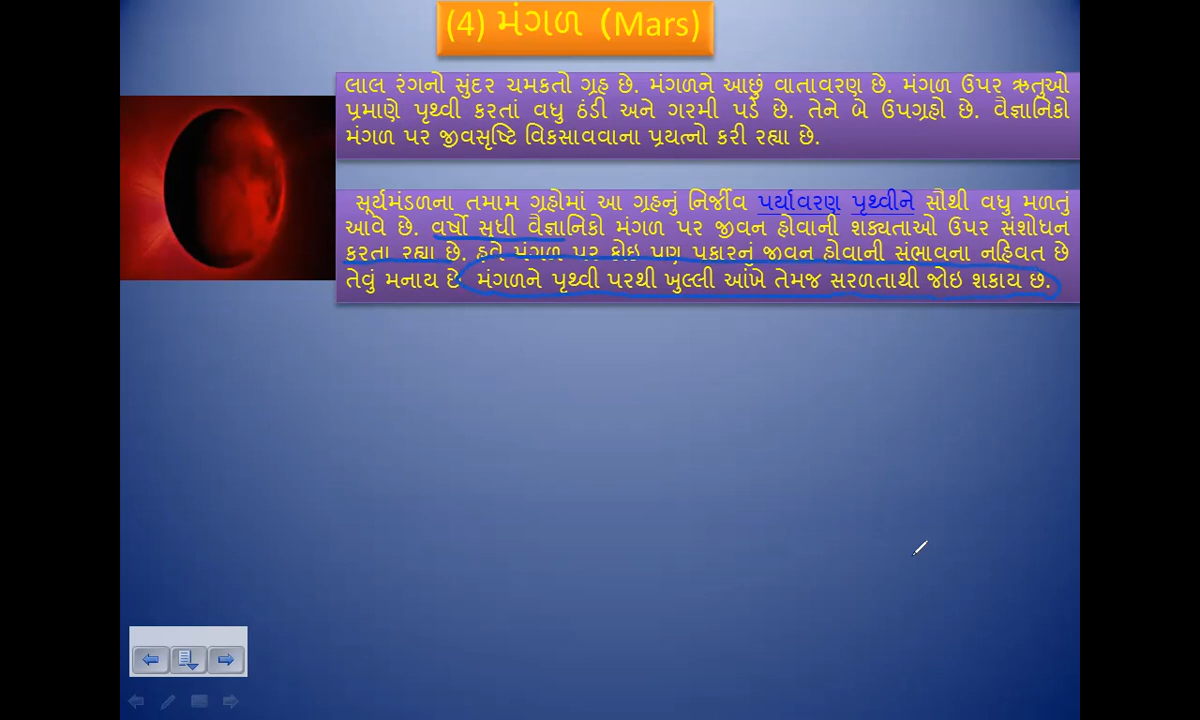 (4) મંગળ (Mars)
લાલ રંગનો સુંદર ચમકતો ગ્રહ છે. મંગળને આછું વાતાવરણ છે. મંગળ ઉપર ઋતુઓ
પ્રમાણે પૃથ્વી કરતાં વધુ ઠંડી અને ગરમી પડે છે. તેને બે ઉપગ્રહો છે. વૈજ્ઞાનિકો
મંગળ પર જીવસૃષ્ટિ વિકસાવવાના પ્રયત્નો કરી રહ્યા છે.
સૂર્યમંડળના તમામ ગ્રહોમાં આ ગ્રહનું નિર્જીવ પર્યાવરણ પૃથ્વીને સૌથી વધુ મળતું
આવે છે. વર્ષો સુધી વૈજ્ઞાનિકો મંગળ પર જીવન હોવાની શક્યતાઓ ઉપર સંશોધન
કરતા રહ્યા છે. હવે મંગળ પર કોઇ પણ પ્રકારનું જીવન હોવાની સંભાવના નહિવત છે
તેવું મનાય છે. મંગળને પૃથ્વી પરથી ખુલ્લી આંખે તેમજ સરળતાથી જોઇ શકાય છે.